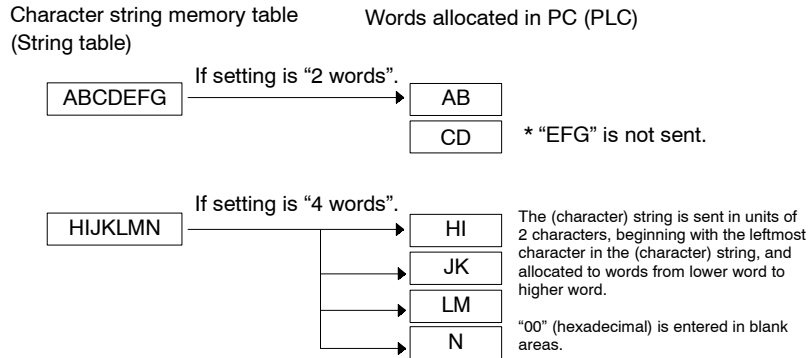 Character string memory table
(String table)
Words allocated in PC (PLC)
If setting is “2 words”.
ABCDEFG
AB
CD
* “EFG” is not sent.
If setting is “4 words”.
HIJKLMN
HI
JK
LM
N
The (character) string is sent in units of
2 characters, beginning with the leftmost
character in the (character) string, and
allocated to words from lower word to
higher word.
“00” (hexadecimal) is entered in blank
areas.